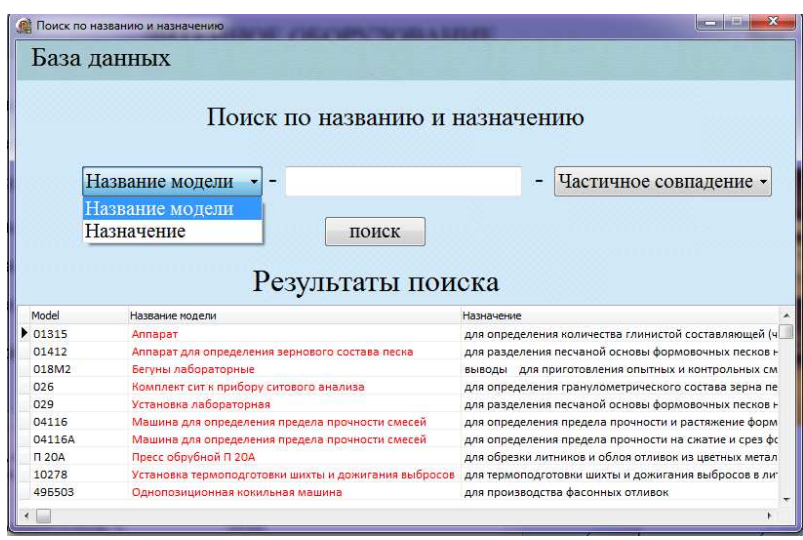 Поиск по названию и назначению
База данных
Поиск по названию и назначению
Название модели - - Частичное совпадение
Название модели
Назначение
поиск
Результаты поиска
Model Название модели Назначение
01315 Аппарат для определения количества глинистой составляющей (ч
01412 Аппарат для определения зернового состава песка для разделения песчаной основы формовочных песков н
018М2 Бегуны лабораторные выводы для приготовления опытных и контрольных см
026 Комплект сит к прибору ситового анализа для определения гранулометрического состава зерна пе
029 Установка лабораторная для разделения песчаной основы формовочных песков н
04116 Машина для определения предела прочности смесей для определения предела прочности и растяжение форм
04116А Машина для определения предела прочности смесей для определения предела прочности на сжатие и срез фо
П 20А Пресс обрубной П 20А для обрезки литников и облоя отливок из цветных метал
10278 Установка термоподготовки шихты и дожигания выбросов для термоподготовки шихты и дожигания выбросов в ли
496503 Однопозиционная кокильная машина для производства фасонных отливок